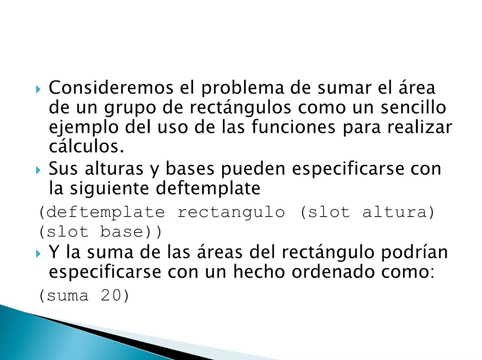 Consideremos el problema de sumar el área
de un grupo de rectángulos como un sencillo
ejemplo del uso de las funciones para realizar
cálculos.
Sus alturas y bases pueden especificarse con
la siguiente deftemplate
(deftemplate rectangulo (slot altura)
(slot base))
Y la suma de las áreas del rectángulo podrían
especificarse con un hecho ordenado como:
(suma 20)